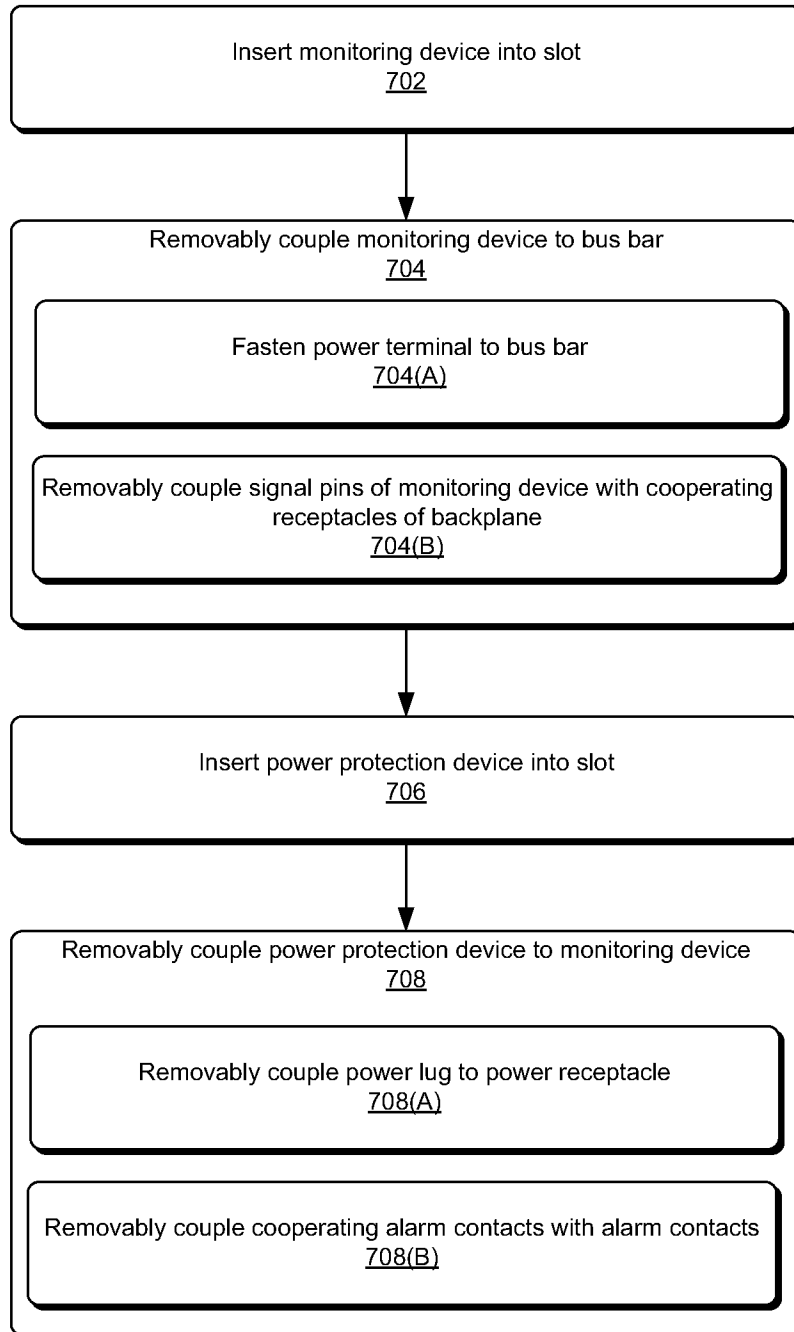 Insert monitoring device into slot
702
Removably couple monitoring device to bus bar
704
Fasten power terminal to bus bar
704(A)
Removably couple signal pins of monitoring device with cooperating
receptacles of backplane
704(B)
Insert power protection device into slot
706
Removably couple power protection device to monitoring device
708
Removably couple power lug to power receptacle
708(A)
Removably couple cooperating alarm contacts with alarm contacts
708(B)